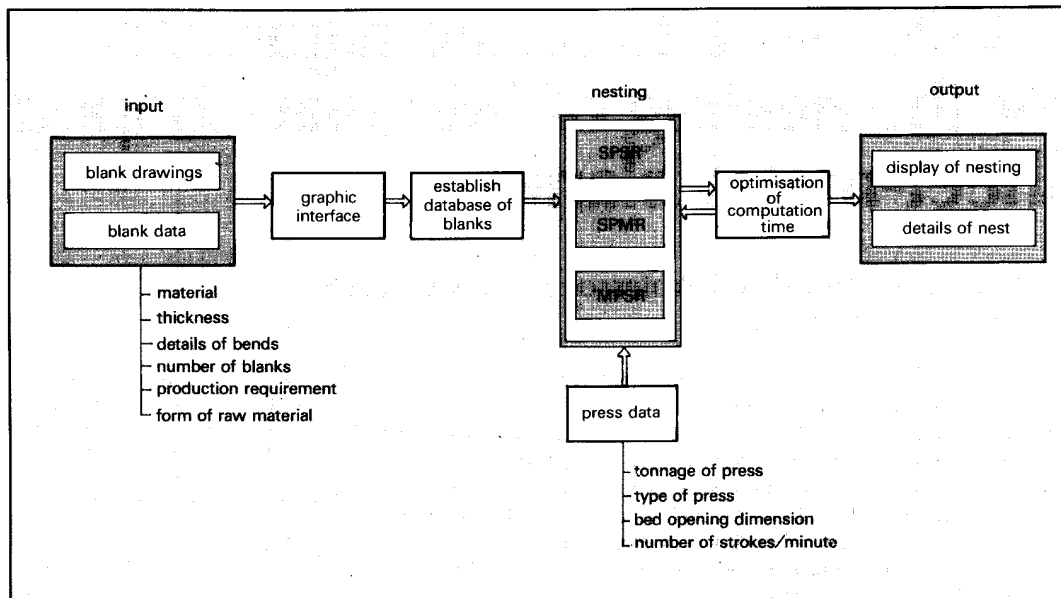 input
blank drawings
blank data
material
thickness
details of bends
number of blanks
production requirement
form of raw material
graphic
interface
establish
database of
blanks
nesting
SPSR
SPMR
MPSR
press data
tonnage of press
type of press
bed opening dimension
number of strokes/minute
optimisation
of
computation
time
output
display of nesting
details of nest